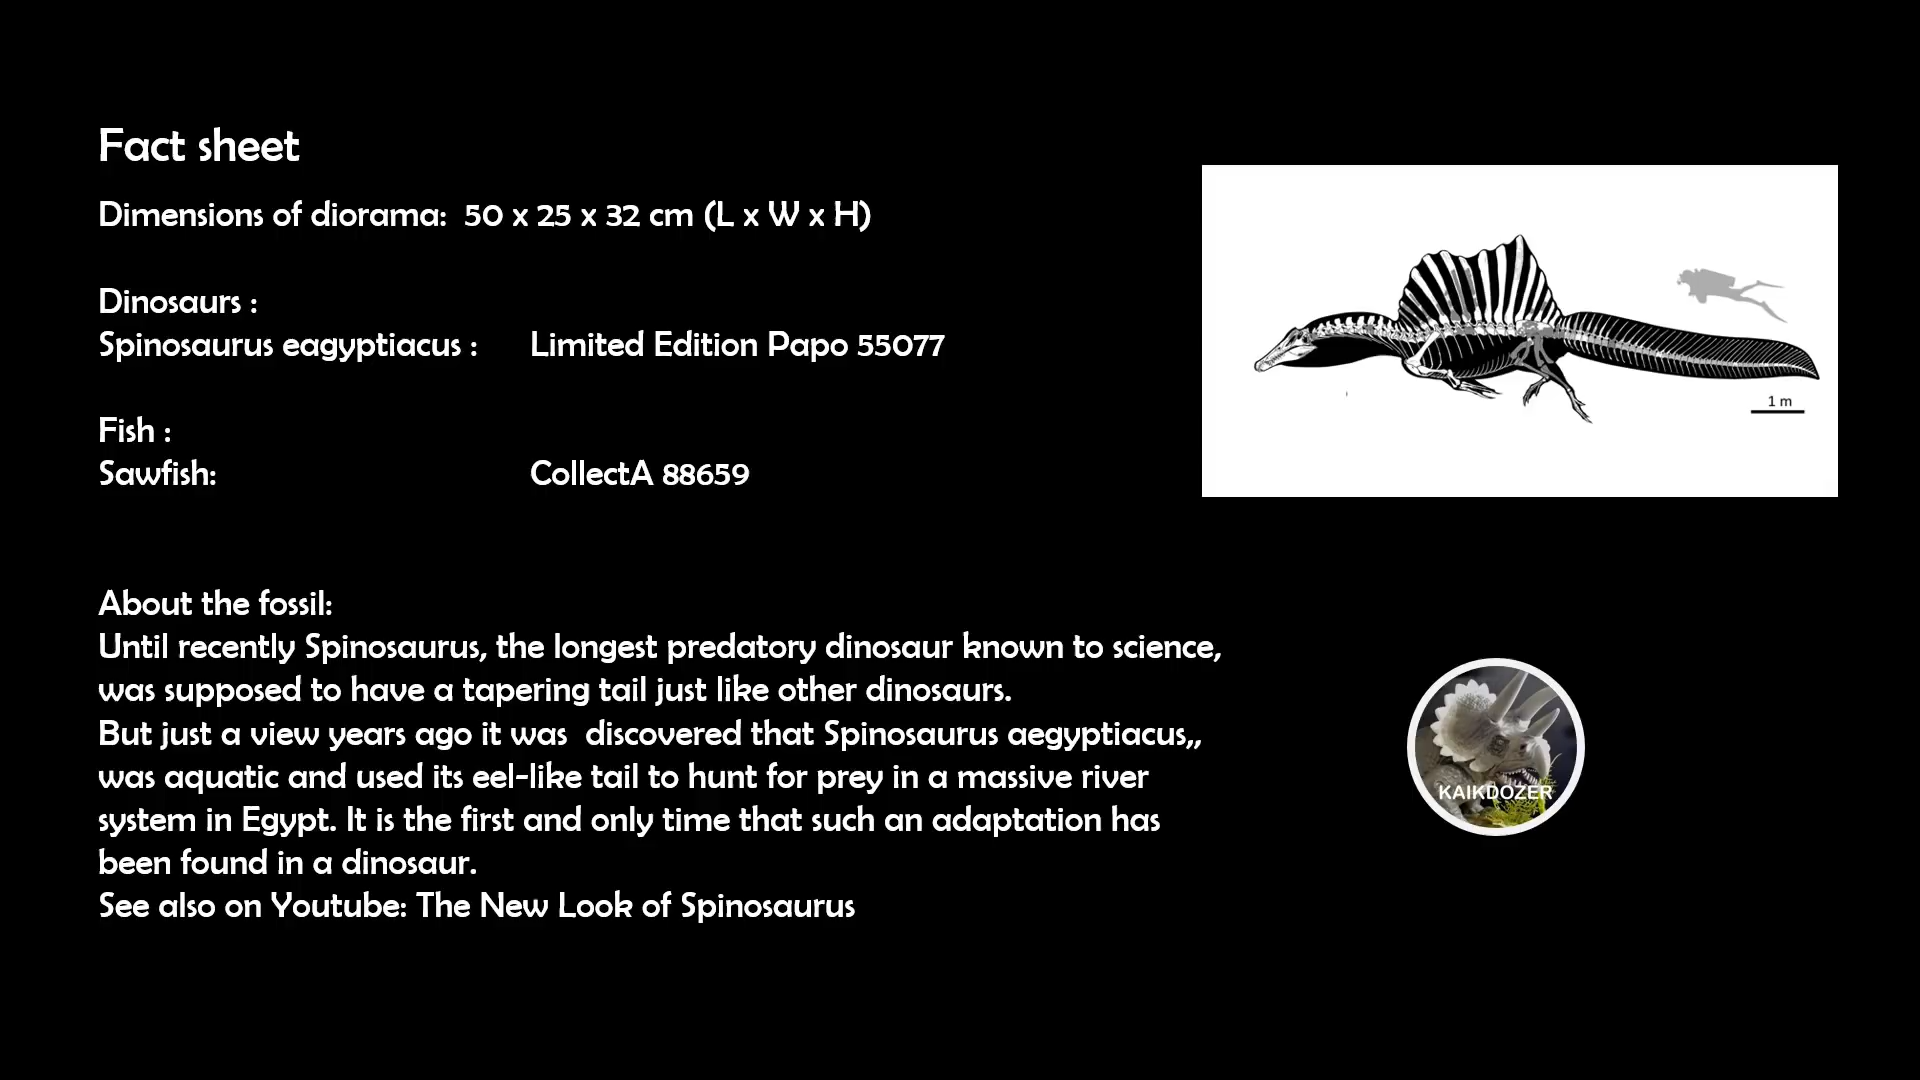 Fact sheet
Dimensions of diorama: 50 x 25 x 32 cm (L x W x H)
Dinosaurs :
Spinosaurus eagyptiacus : Limited Edition Papo 55077
Fish :
Sawfish: CollectA 88659
1 m
About the fossil:
Until recently Spinosaurus, the longest predatory dinosaur known to science,
was supposed to have a tapering tail just like other dinosaurs.
But just a view years ago it was discovered that Spinosaurus aegyptiacus,,
was aquatic and used its eel-like tail to hunt for prey in a massive river
system in Egypt. It is the first and only time that such an adaptation has
been found in a dinosaur.
See also on Youtube: The New Look of Spinosaurus
KAIKDOZER